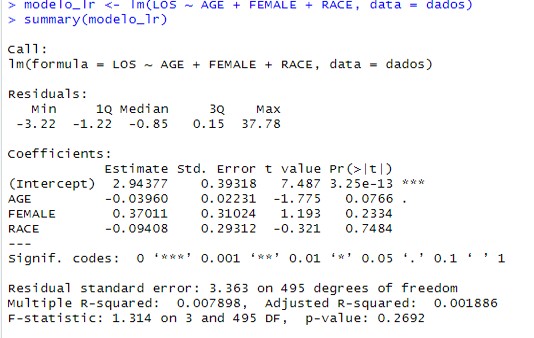 > modelo_lr <- lm(LOS ~ AGE + FEMALE + RACE, data = dados)
> summary(modelo_lr)
Call:
lm(formula = LOS ~ AGE + FEMALE + RACE, data = dados)
Residuals:
   Min     1Q Median     3Q    Max
 -3.22  -1.22  -0.85   0.15  37.78
Coefficients:
            Estimate Std. Error t value Pr(>|t|)
(Intercept)  2.94377    0.39318   7.487 3.25e-13 ***
AGE         -0.03960    0.02231  -1.775   0.0766 .
FEMALE       0.37011    0.31024   1.193   0.2334
RACE        -0.09408    0.29312  -0.321   0.7484
---
Signif. codes:  0 ‘***’ 0.001 ‘**’ 0.01 ‘*’ 0.05 ‘.’ 0.1 ‘ ’ 1
Residual standard error: 3.363 on 495 degrees of freedom
Multiple R-squared:  0.007898, Adjusted R-squared:  0.001886
F-statistic: 1.314 on 3 and 495 DF,  p-value: 0.2692